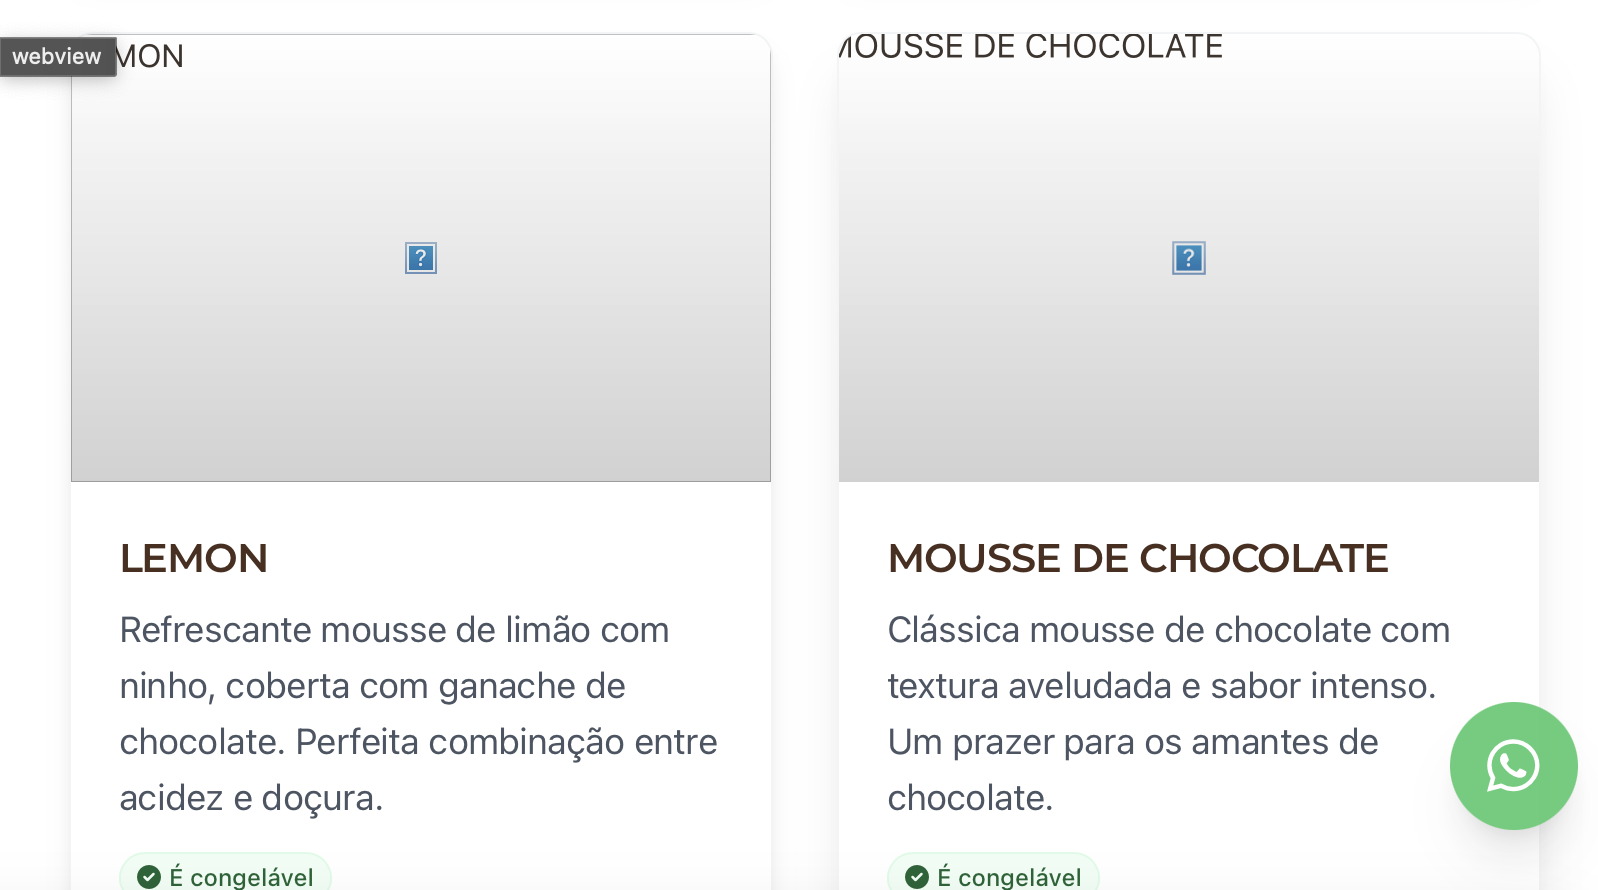 webview
MON
MOUSSE DE CHOCOLATE
?
?
LEMON
Refrescante mousse de limão com
ninho, coberta com ganache de
chocolate. Perfeita combinação entre
acidez e doçura.
É congelável
MOUSSE DE CHOCOLATE
Clássica mousse de chocolate com
textura aveludada e sabor intenso.
Um prazer para os amantes de
chocolate.
É congelável